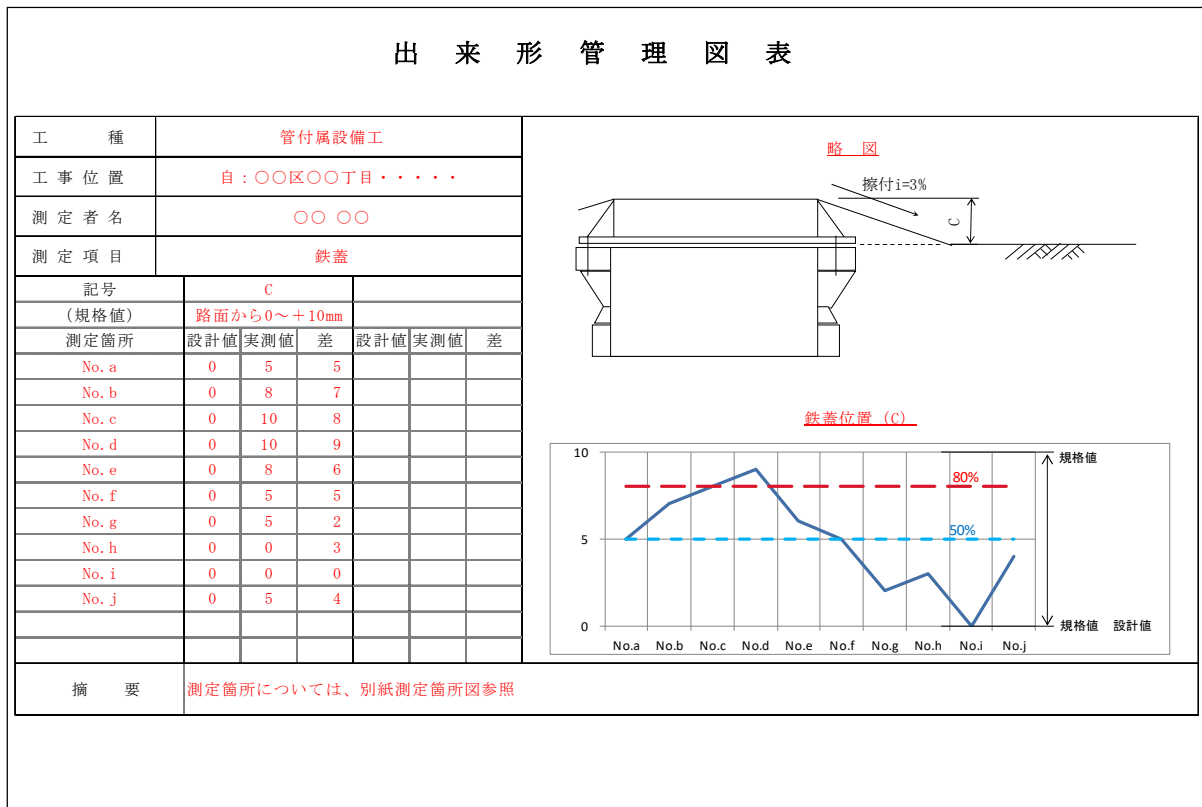 出来形管理図表
工種 管付属設備工
工事位置 自：〇〇区〇〇丁目・・・・・
測定者名 〇〇 〇〇
測定項目 鉄蓋
記号 C
(規格値) 路面から0～＋10mm
測定箇所 設計値 実測値 差 設計値 実測値 差
No.a 0 5 5
No.b 0 8 7
No.c 0 10 8
No.d 0 10 9
No.e 0 8 6
No.f 0 5 5
No.g 0 5 2
No.h 0 0 3
No.i 0 0 0
No.j 0 5 4
略 図
擦付i=3%
C
鉄蓋位置（C）
10
規格値
80%
5
50%
0
規格値 設計値
No.a No.b No.c No.d No.e No.f No.g No.h No.i No.j
摘要 測定箇所については、別紙測定箇所図参照